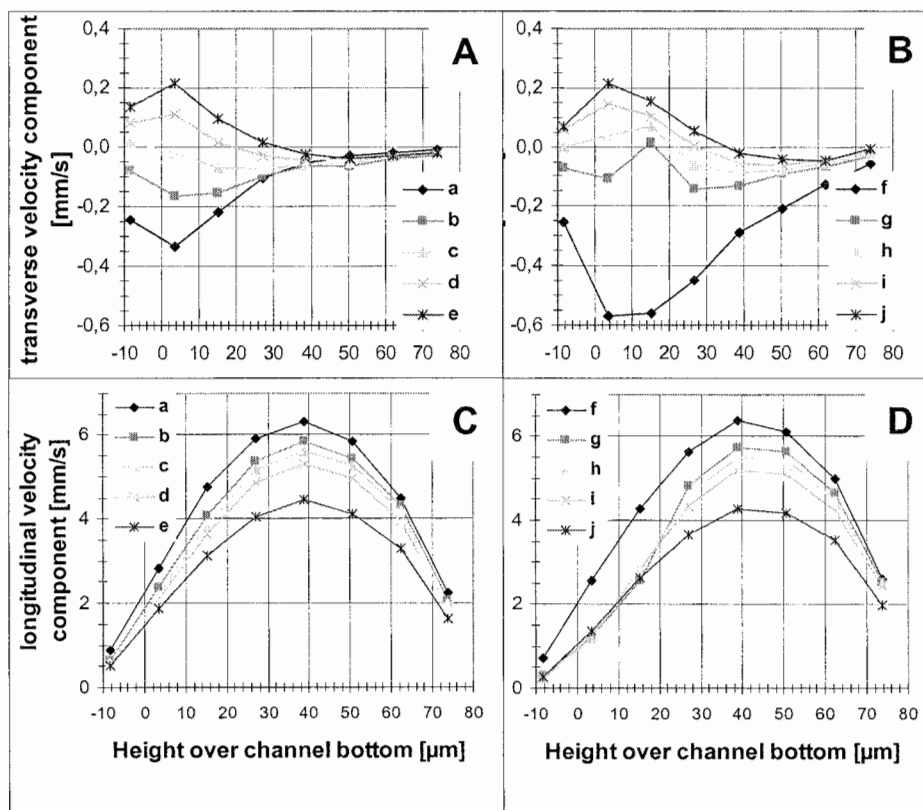 transverse velocity component
[mm/s]
A
0,4
0,2
0,0
-0,2
-0,4
-0,6
-10 0 10 20 30 40 50 60 70 80
a
b
c
d
e
B
0,4
0,2
0,0
-0,2
-0,4
-0,6
-10 0 10 20 30 40 50 60 70 80
f
g
h
i
j
longitudinal velocity
component [mm/s]
C
6
4
2
0
-10 0 10 20 30 40 50 60 70 80
a
b
c
d
e
Height over channel bottom [µm]
D
6
4
2
0
-10 0 10 20 30 40 50 60 70 80
f
g
h
i
j
Height over channel bottom [µm]